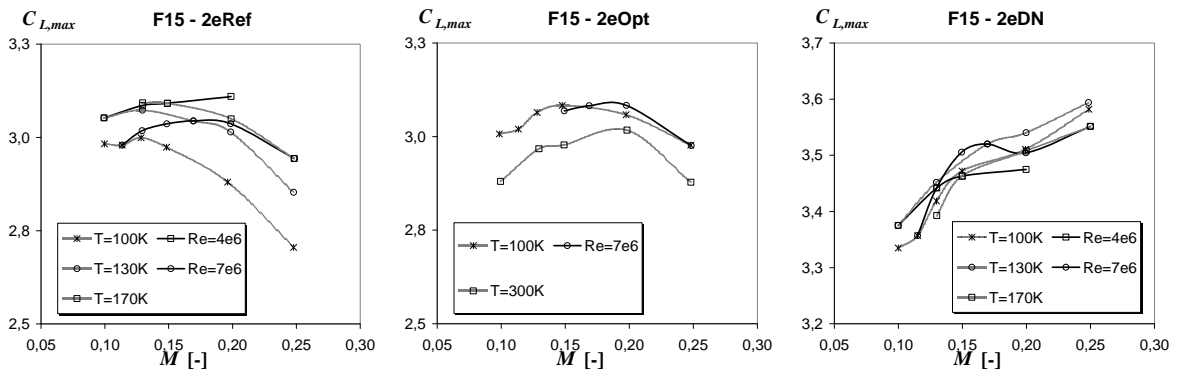 C L,max
F15 - 2eRef
3,3
3,0
2,8
2,5
0,05
0,10
0,15
0,20
0,25
0,30
M [-]
T=100K
Re=4e6
T=130K
Re=7e6
T=170K
C L,max
F15 - 2eOpt
3,3
3,0
2,8
2,5
0,05
0,10
0,15
0,20
0,25
0,30
M [-]
T=100K
Re=7e6
T=300K
C L,max
F15 - 2eDN
3,7
3,6
3,5
3,4
3,3
3,2
0,05
0,10
0,15
0,20
0,25
0,30
M [-]
T=100K
Re=4e6
T=130K
Re=7e6
T=170K